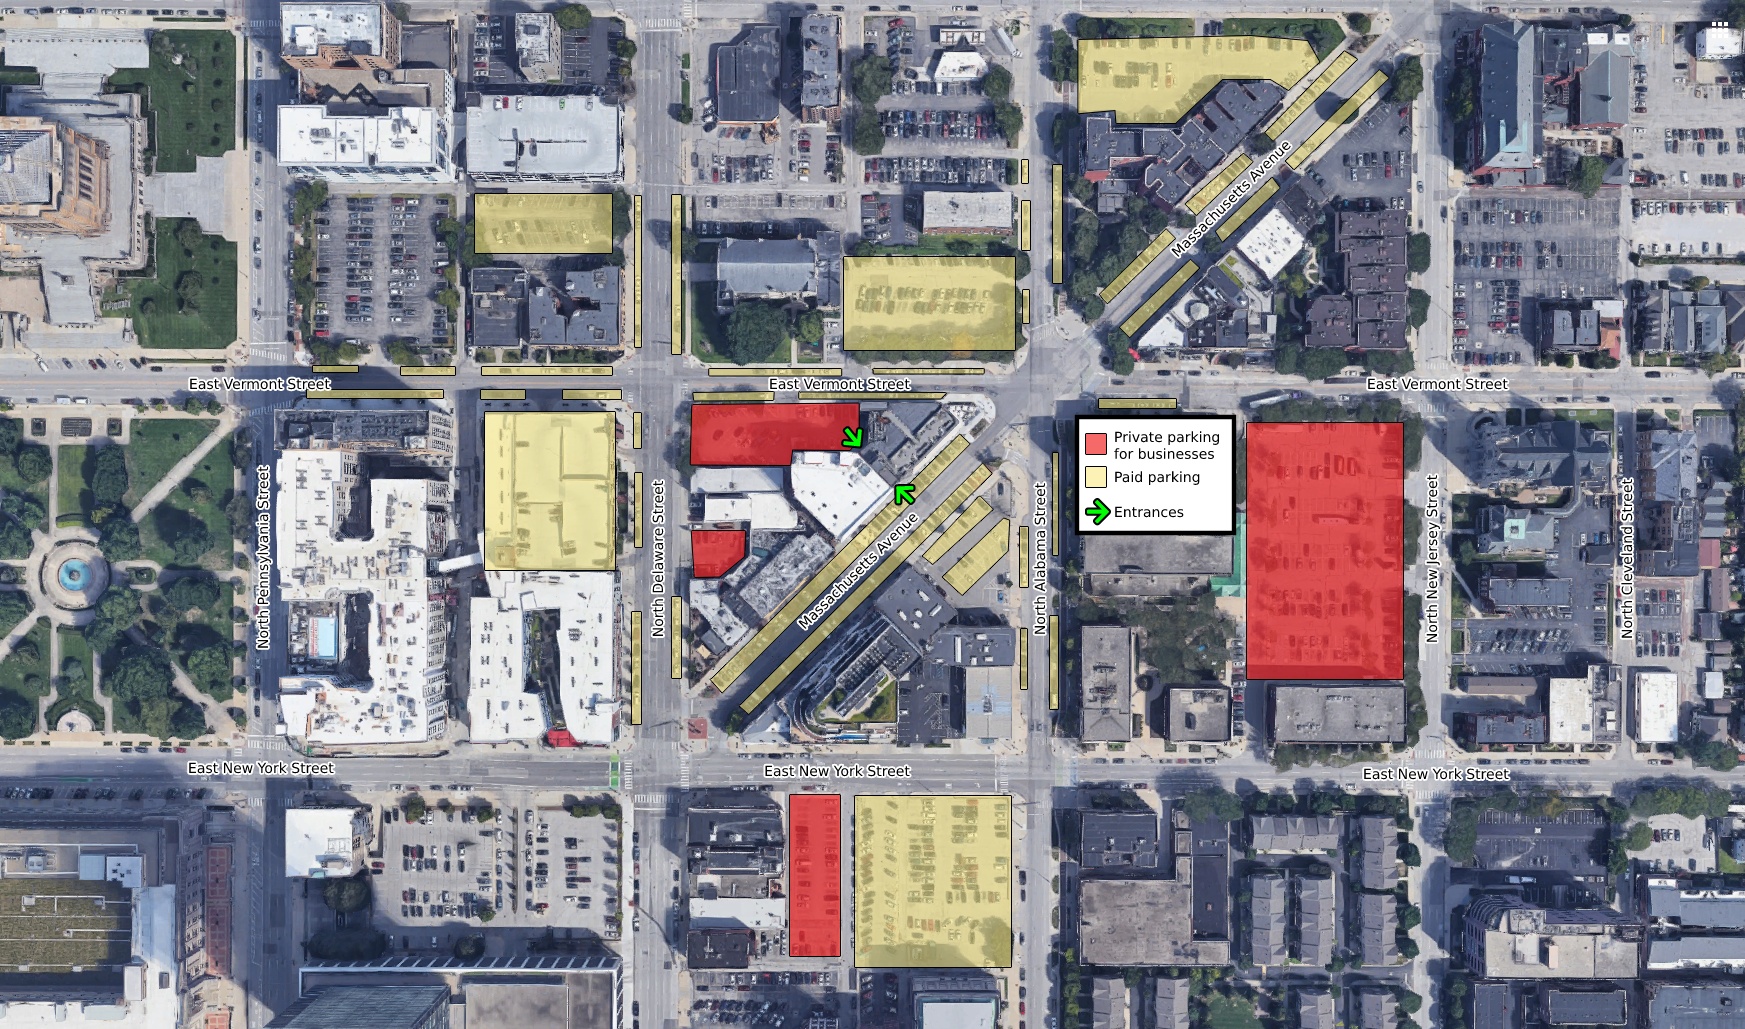 Massachusetts Avenue
East Vermont Street
East Vermont Street
East Vermont Street
Private parking
for businesses
Paid parking
Entrances
North Pennsylvania Street
North Delaware Street
Massachusetts Avenue
North Alabama Street
North New Jersey Street
North Cleveland Street
East New York Street
East New York Street
East New York Street